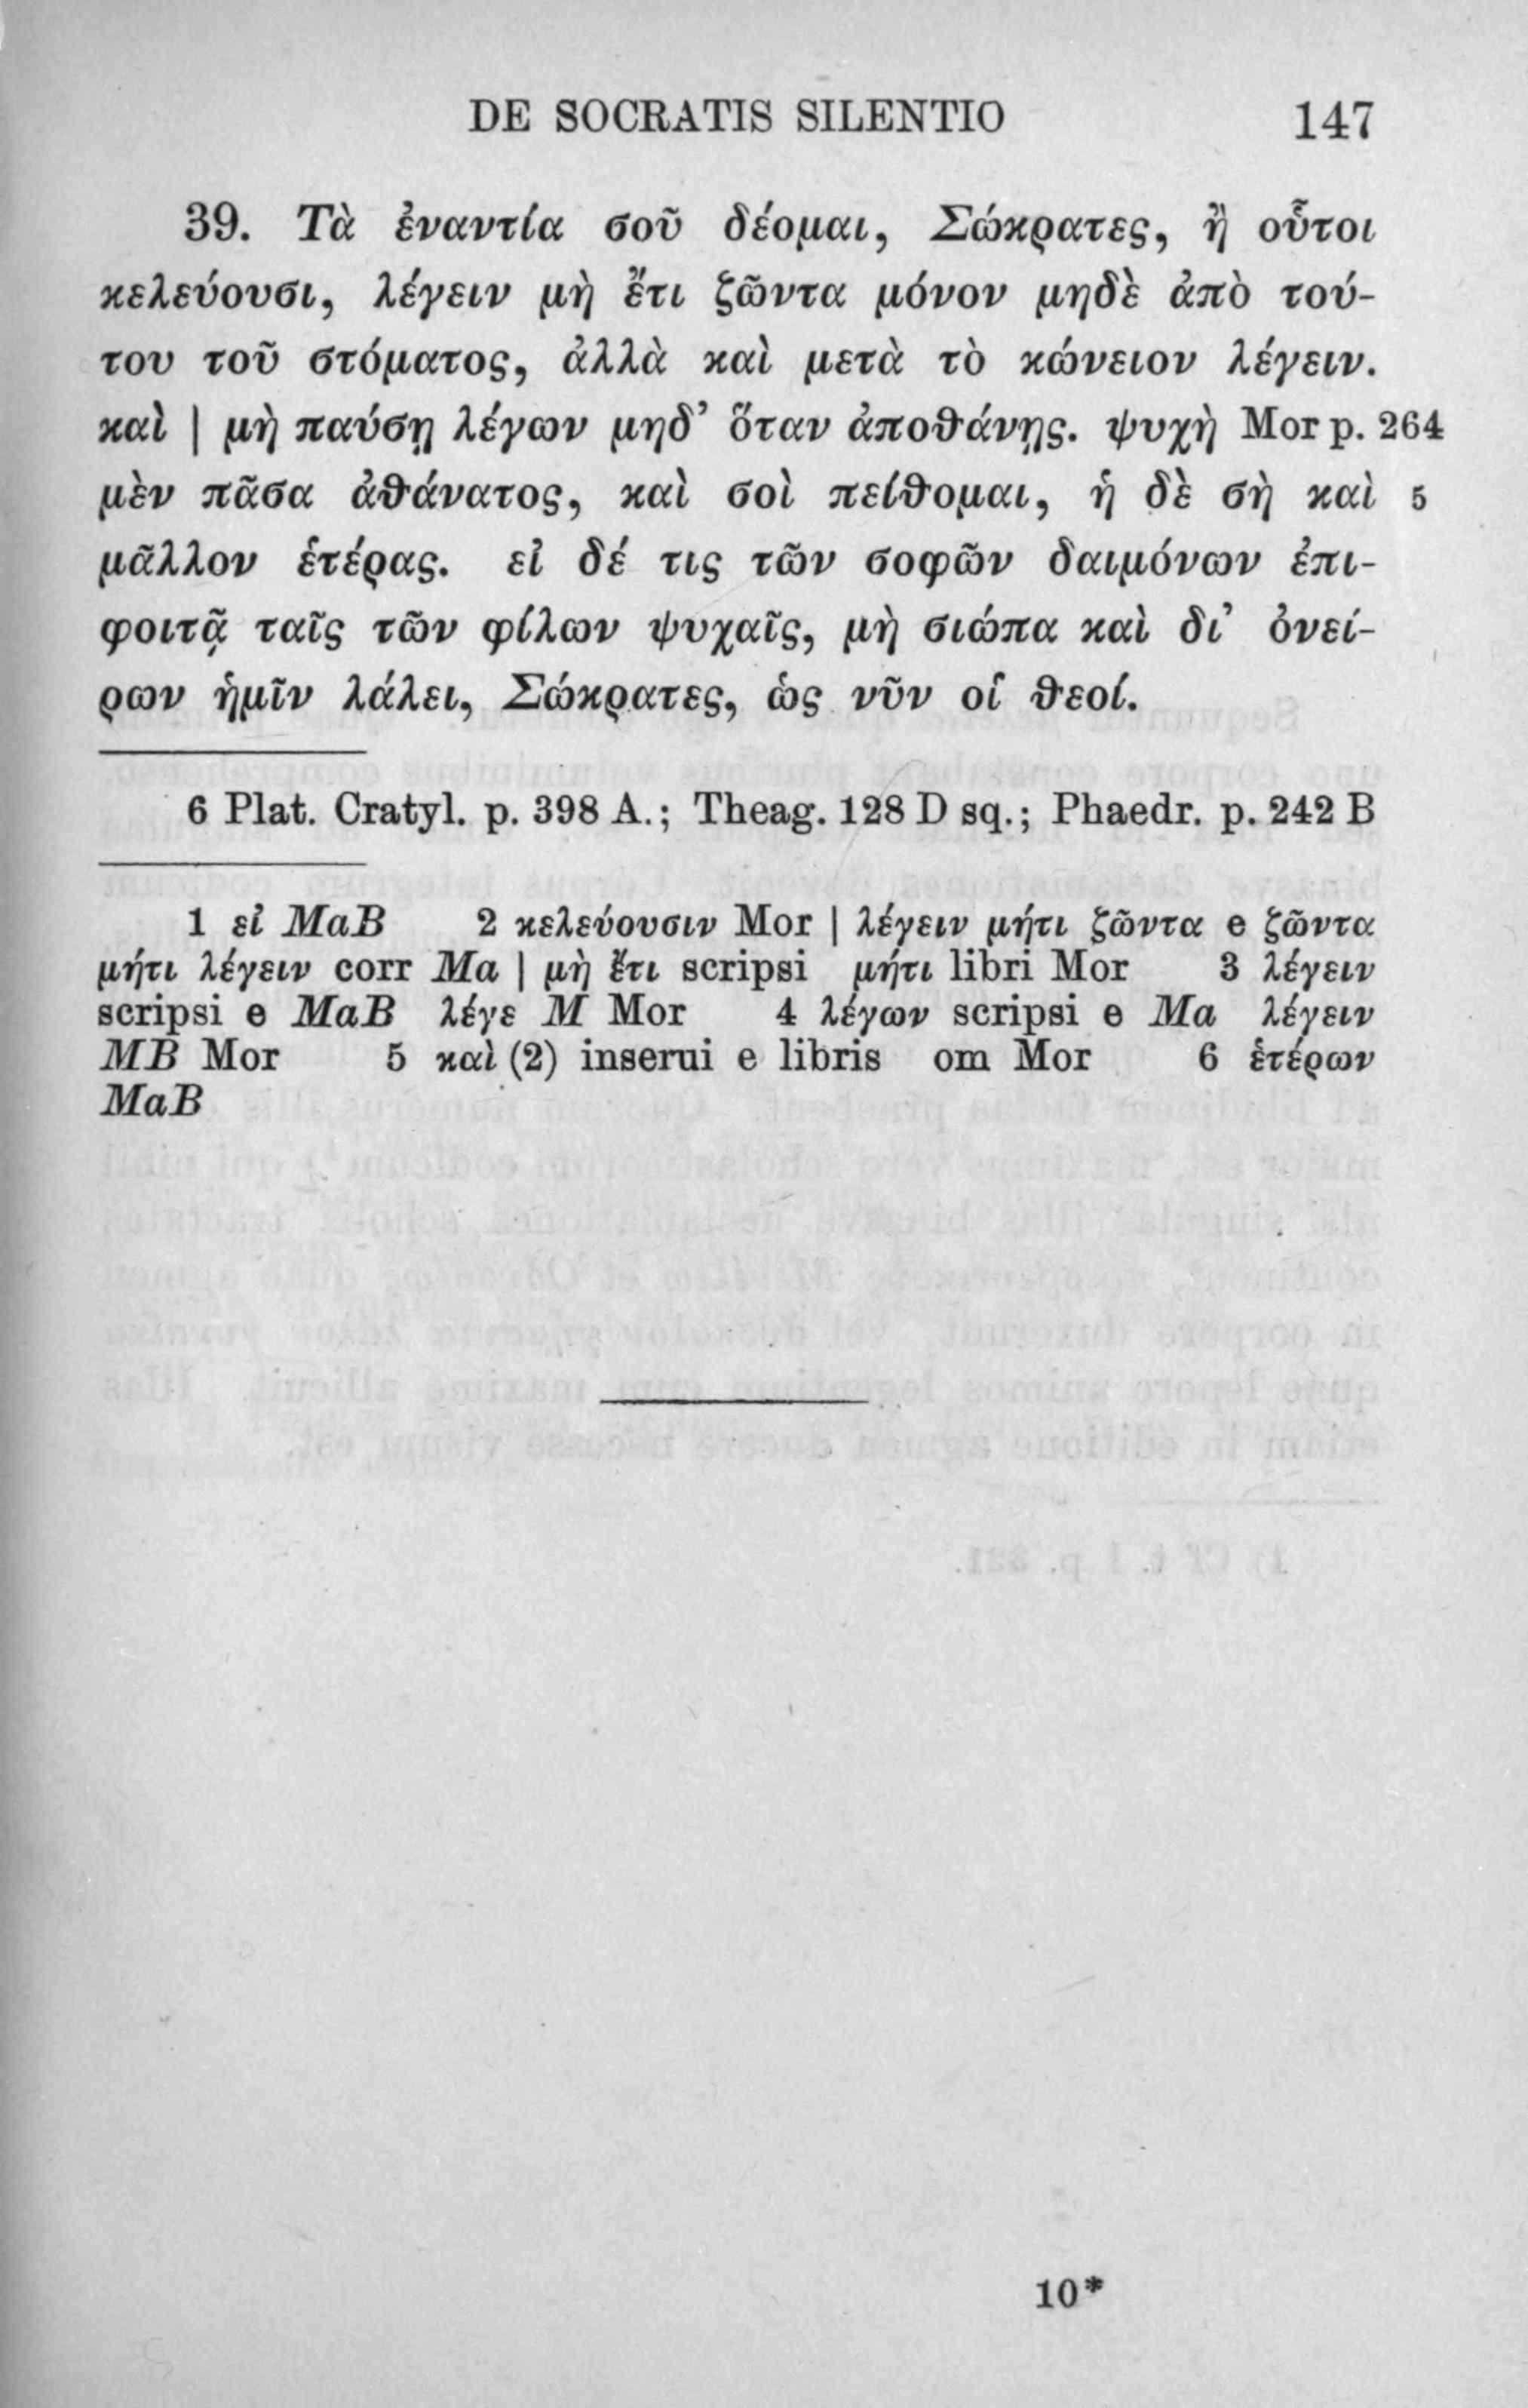 DE SOCRATIS SILENTIO 147
39. Τὰ ἐναντία σοῦ δέομαι, Σώκρατες, ἢ οὗτοι
κελεύουσι, λέγειν μὴ ἔτι ζῶντα μόνον μηδὲ ἀπὸ τού-
του τοῦ στόματος, ἀλλὰ καὶ μετὰ τὸ κώνειον λέγειν.
καὶ | μὴ παύσῃ λέγων μηδ’ ὅταν ἀποθάνῃς. ψυχὴ Mor p. 264
μὲν πᾶσα ἀθάνατος, καὶ σοὶ πείθομαι, ἡ δὲ σὴ καὶ 5
μᾶλλον ἑτέρας. εἰ δέ τις τῶν σοφῶν δαιμόνων ἐπι-
φοιτᾷ ταῖς τῶν φίλων ψυχαῖς, μὴ σιώπα καὶ δι’ ὀνεί-
ρων ἡμῖν λάλει, Σώκρατες, ὡς νῦν οἱ θεοί.
6 Plat. Cratyl. p. 398 A.; Theag. 128 D sq.; Phaedr. p. 242 B
1 εἰ MaB 2 κελεύουσιν Mor | λέγειν μήτι ζῶντα e ζῶντα
μήτι λέγειν corr Ma | μὴ ἔτι scripsi μήτι libri Mor 3 λέγειν
scripsi e MaB λέγε M Mor 4 λέγων scripsi e Ma λέγειν
MB Mor 5 καὶ (2) inserui e libris om Mor 6 ἑτέρων
MaB
10*